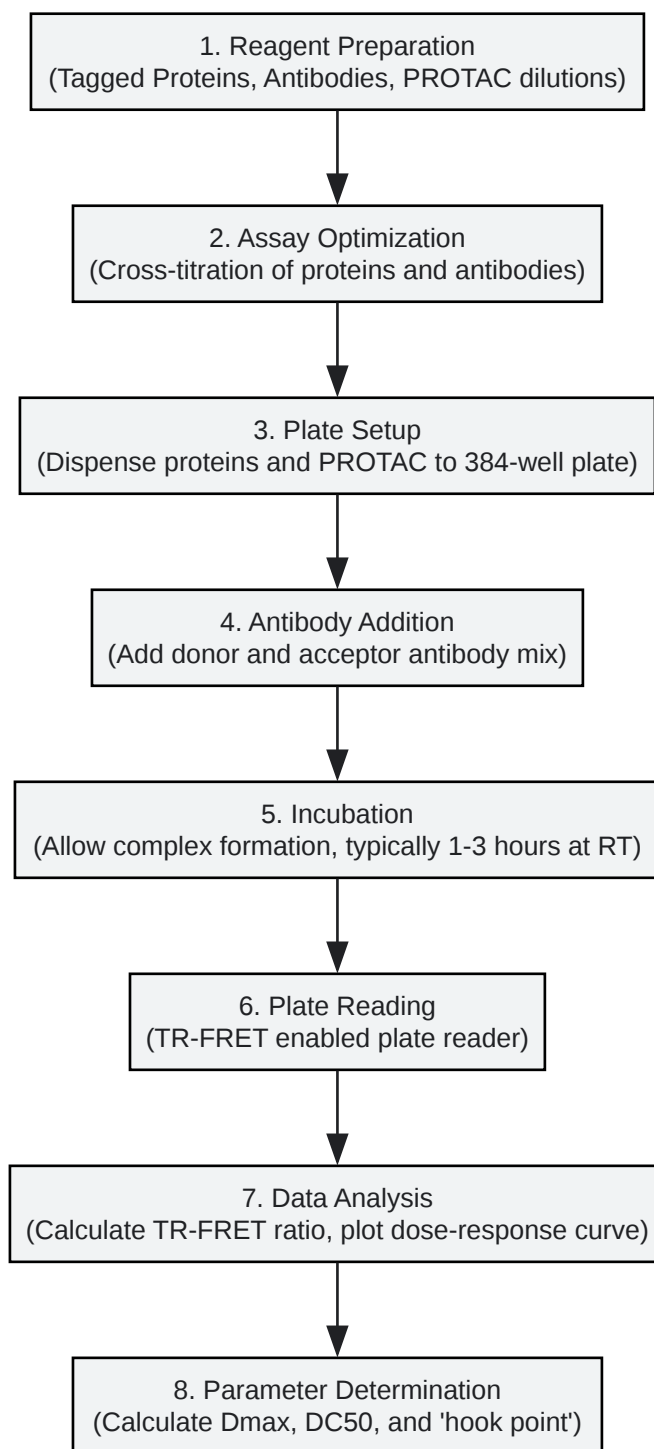 1. Reagent Preparation
(Tagged Proteins, Antibodies, PROTAC dilutions)
2. Assay Optimization
(Cross-titration of proteins and antibodies)
3. Plate Setup
(Dispense proteins and PROTAC to 384-well plate)
4. Antibody Addition
(Add donor and acceptor antibody mix)
5. Incubation
(Allow complex formation, typically 1-3 hours at RT)
6. Plate Reading
(TR-FRET enabled plate reader)
7. Data Analysis
(Calculate TR-FRET ratio, plot dose-response curve)
8. Parameter Determination
(Calculate Dmax, DC50, and 'hook point')